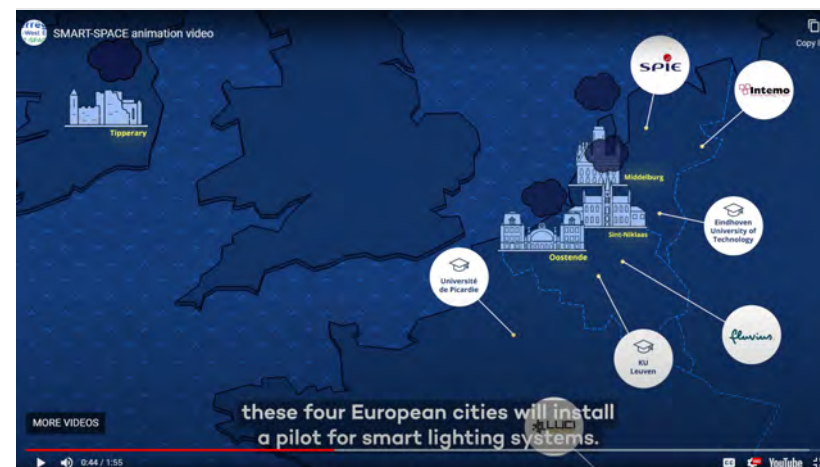 SMART-SPACE animation video
Tipperary
SPIE
Intemo
Middelburg
Sint-Niklaas
Oostende
Eindhoven
University of
Technology
Université
de Picardie
KU
Leuven
fluvius.
LUCI
MORE VIDEOS
these four European cities will install
a pilot for smart lighting systems.
0:44 / 1:55
CC
YouTube